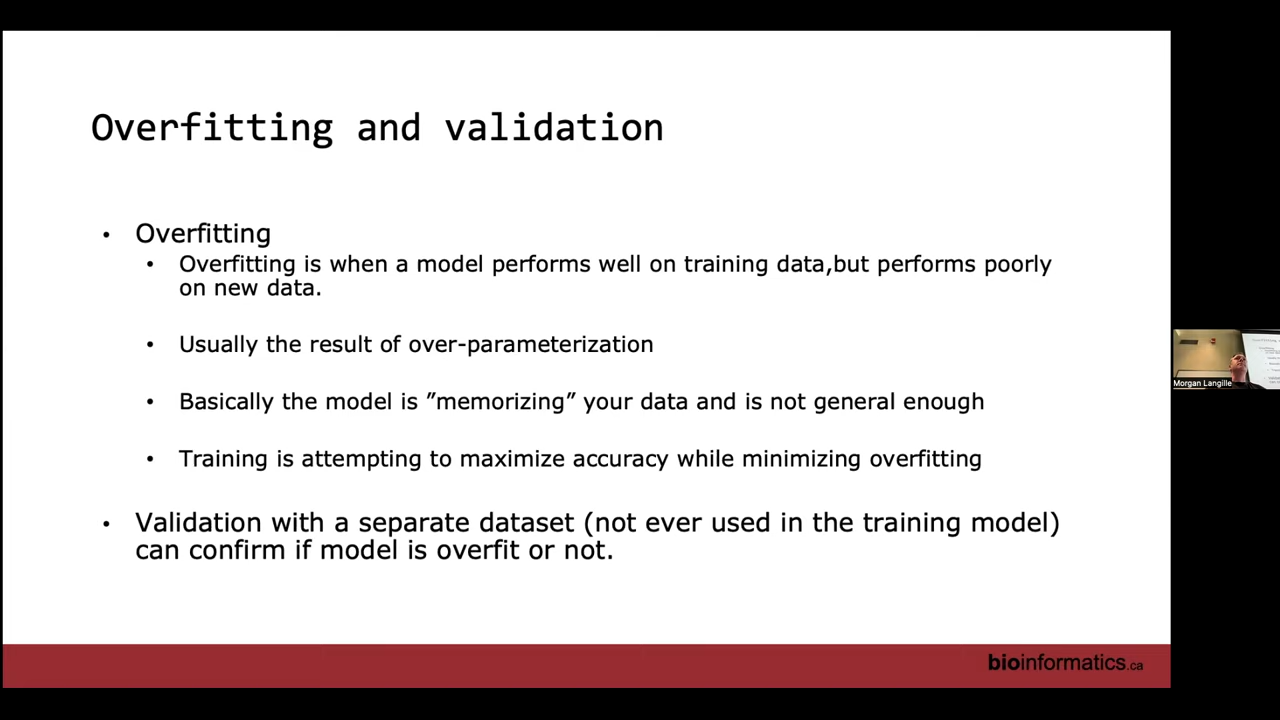 Overfitting and validation
• Overfitting
• Overfitting is when a model performs well on training data,but performs poorly
on new data.
• Usually the result of over-parameterization
• Basically the model is ”memorizing” your data and is not general enough
• Training is attempting to maximize accuracy while minimizing overfitting
• Validation with a separate dataset (not ever used in the training model)
can confirm if model is overfit or not.
bioinformatics.ca
Morgan Langille